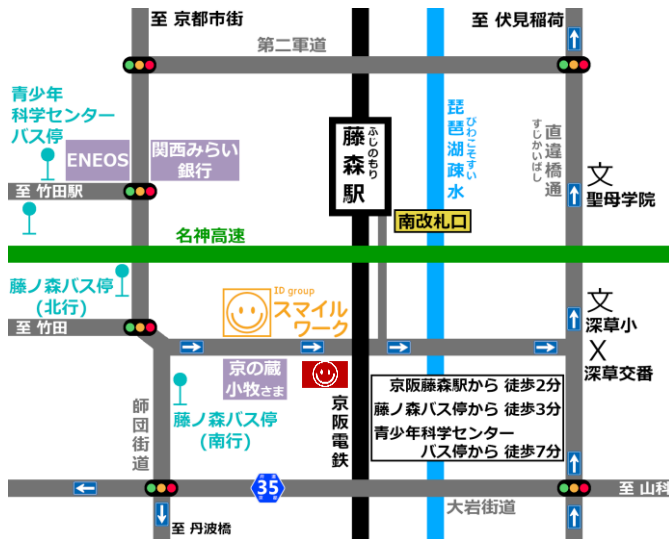 至 京都市街
至 伏見稲荷
第二軍道
青少年
科学センター
バス停
ENEOS
関西みらい
銀行
藤森駅
ふじのもり
琵琶湖疏水
びわこそすい
直違橋通
すじかいばし
文
聖母学院
至 竹田駅
南改札口
名神高速
藤ノ森バス停
(北行)
ID group
スマイル
ワーク
文
深草小
X
深草交番
至 竹田
京の蔵
小牧さま
京阪藤森駅から 徒歩2分
藤ノ森バス停から 徒歩3分
青少年科学センター
バス停から 徒歩7分
師団街道
藤ノ森バス停
(南行)
京阪電鉄
35
大岩街道
至 山科
至 丹波橋